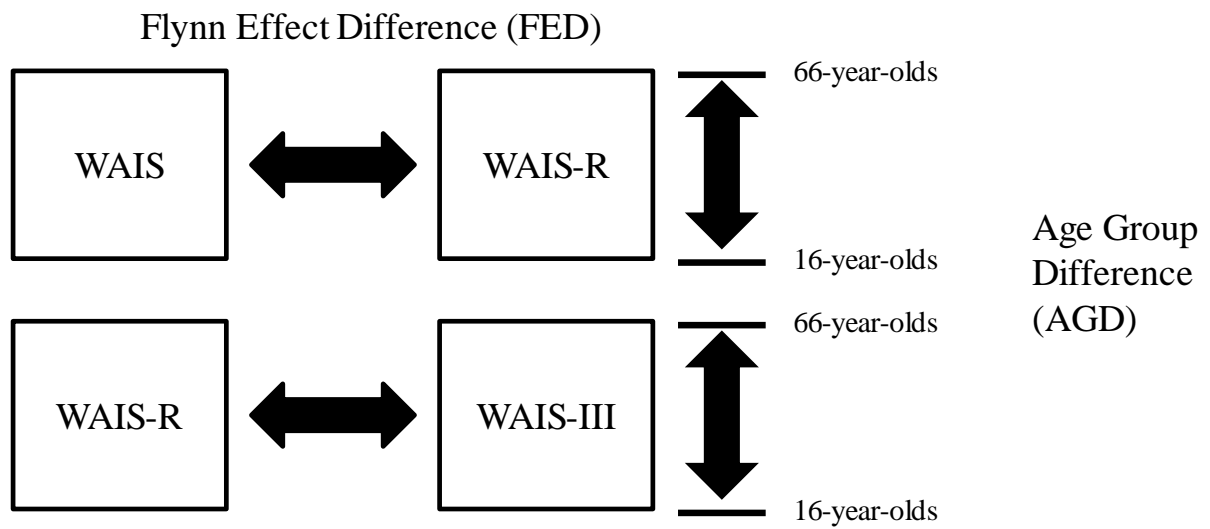 Flynn Effect Difference (FED)
WAIS
WAIS-R
66-year-olds
16-year-olds
Age Group
Difference
(AGD)
WAIS-R
WAIS-III
66-year-olds
16-year-olds